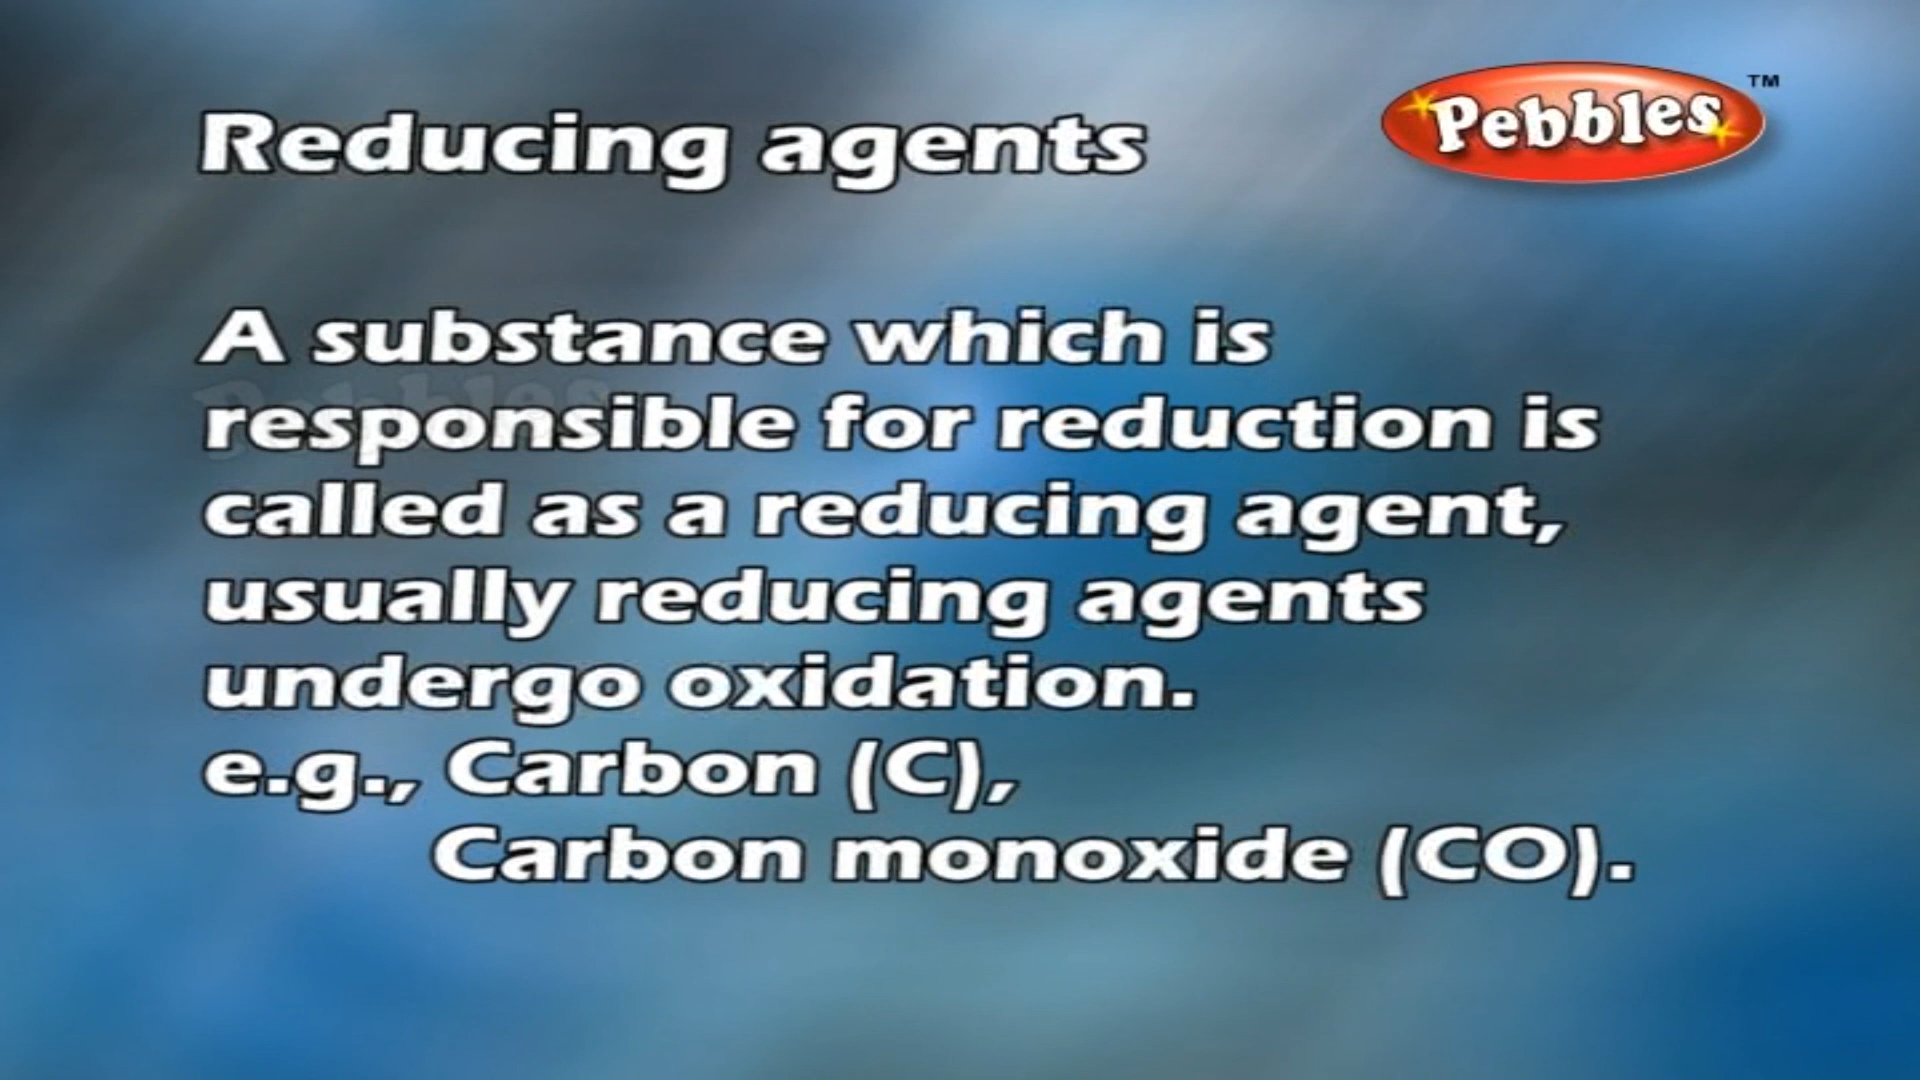 Pebbles TM
Reducing agents
A substance which is
responsible for reduction is
called as a reducing agent,
usually reducing agents
undergo oxidation.
e.g., Carbon (C),
Carbon monoxide (CO).
Pebbles